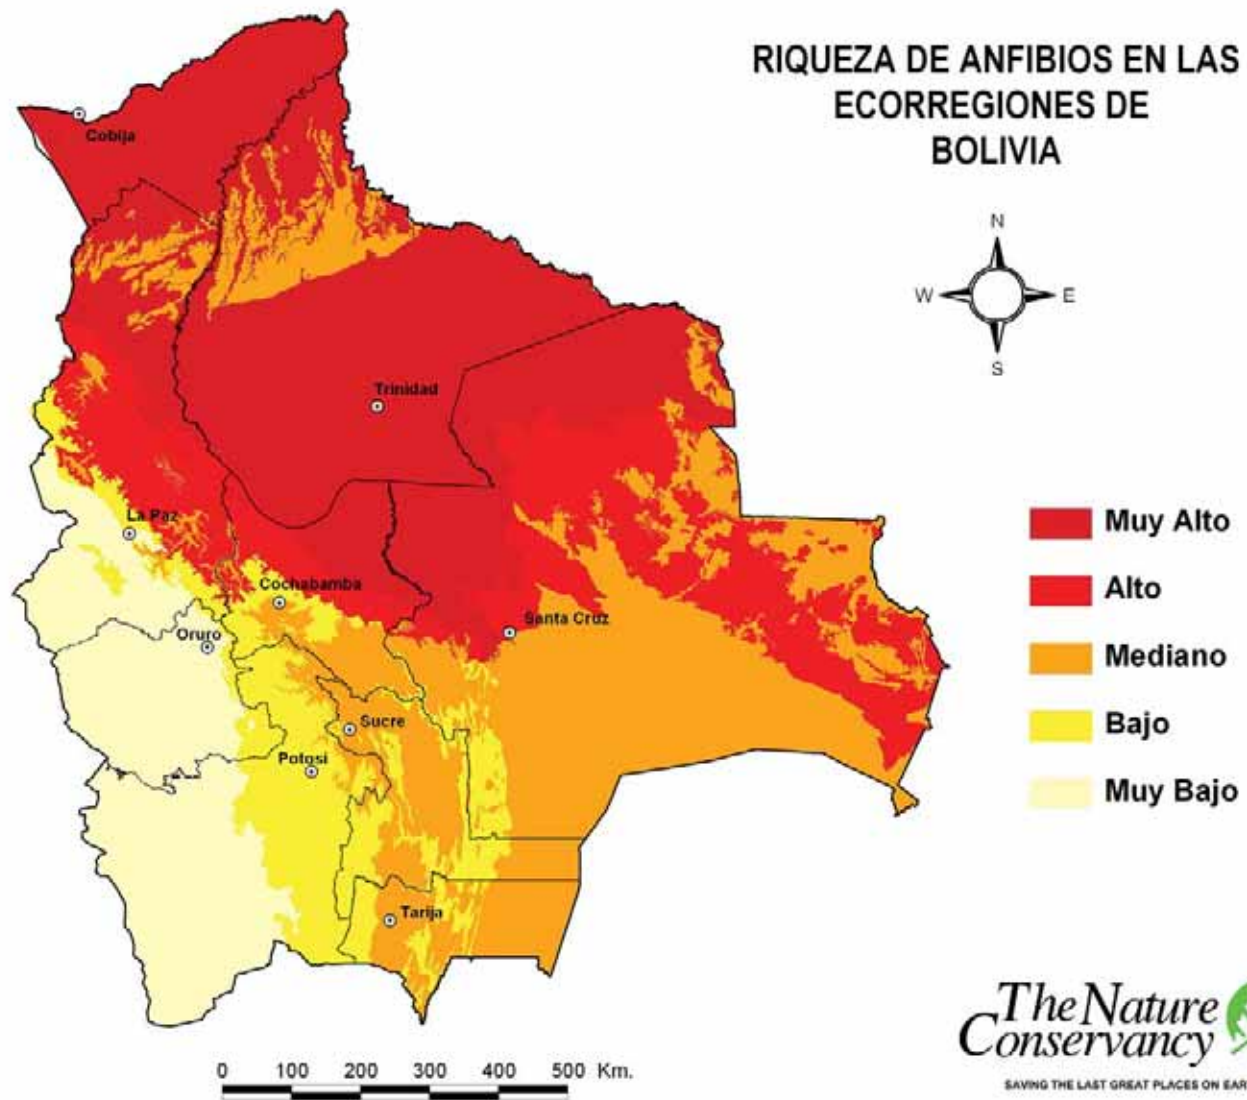 RIQUEZA DE ANFIBIOS EN LAS
ECORREGIONES DE
BOLIVIA
N
W E
S
Cobija
Trinidad
La Paz
Cochabamba
Oruro
Santa Cruz
Sucre
Potosí
Tarija
Muy Alto
Alto
Mediano
Bajo
Muy Bajo
0 100 200 300 400 500 Km.
The Nature
Conservancy
SAVING THE LAST GREAT PLACES ON EAR